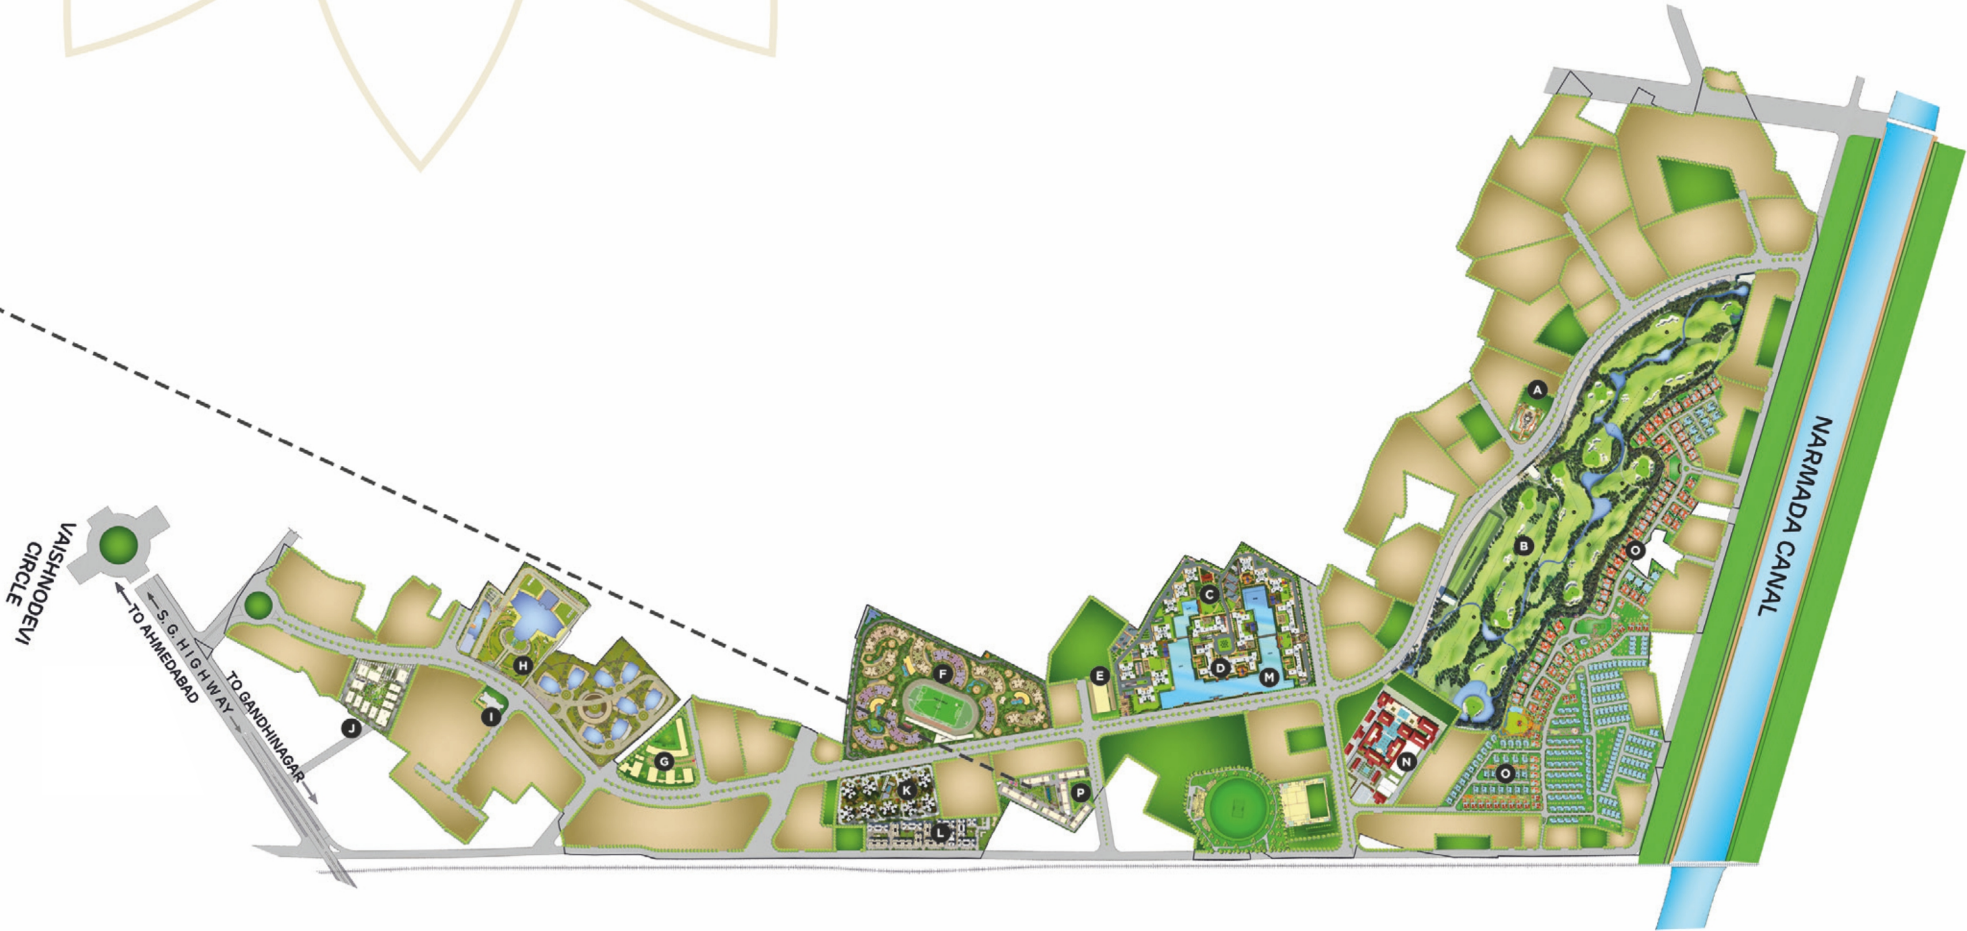 A
B
O
C
D
M
E
F
H
I
J
G
K
L
P
N
O
VAISHNODEVI
CIRCLE
TO AHMEDABAD
S. G. HIGHWAY
TO GANDHINAGAR
NARMADA CANAL